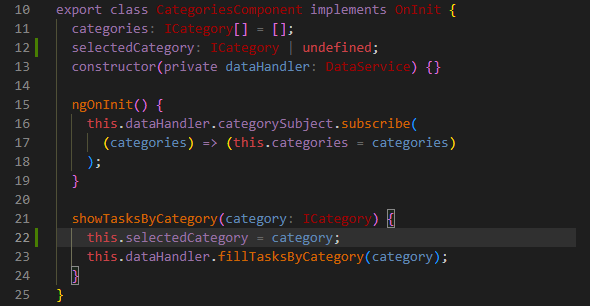 10 export class CategoriesComponent implements OnInit {
11 categories: ICategory[] = [];
12 selectedCategory: ICategory | undefined;
13 constructor(private dataHandler: DataService) {}
14
15 ngOnInit() {
16 this.dataHandler.categorySubject.subscribe(
17 (categories) => (this.categories = categories)
18 );
19 }
20
21 showTasksByCategory(category: ICategory) {
22 this.selectedCategory = category;
23 this.dataHandler.fillTasksByCategory(category);
24 }
25 }